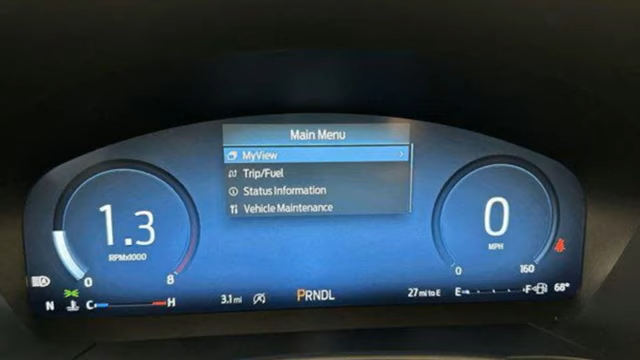 Main Menu
MyView
Trip/Fuel
Status Information
Vehicle Maintenance
1.3
RPMx1000
0 8
0
MPH
0 160
N C H 3.1 mi PRNDL 27 mi to E E F 68°